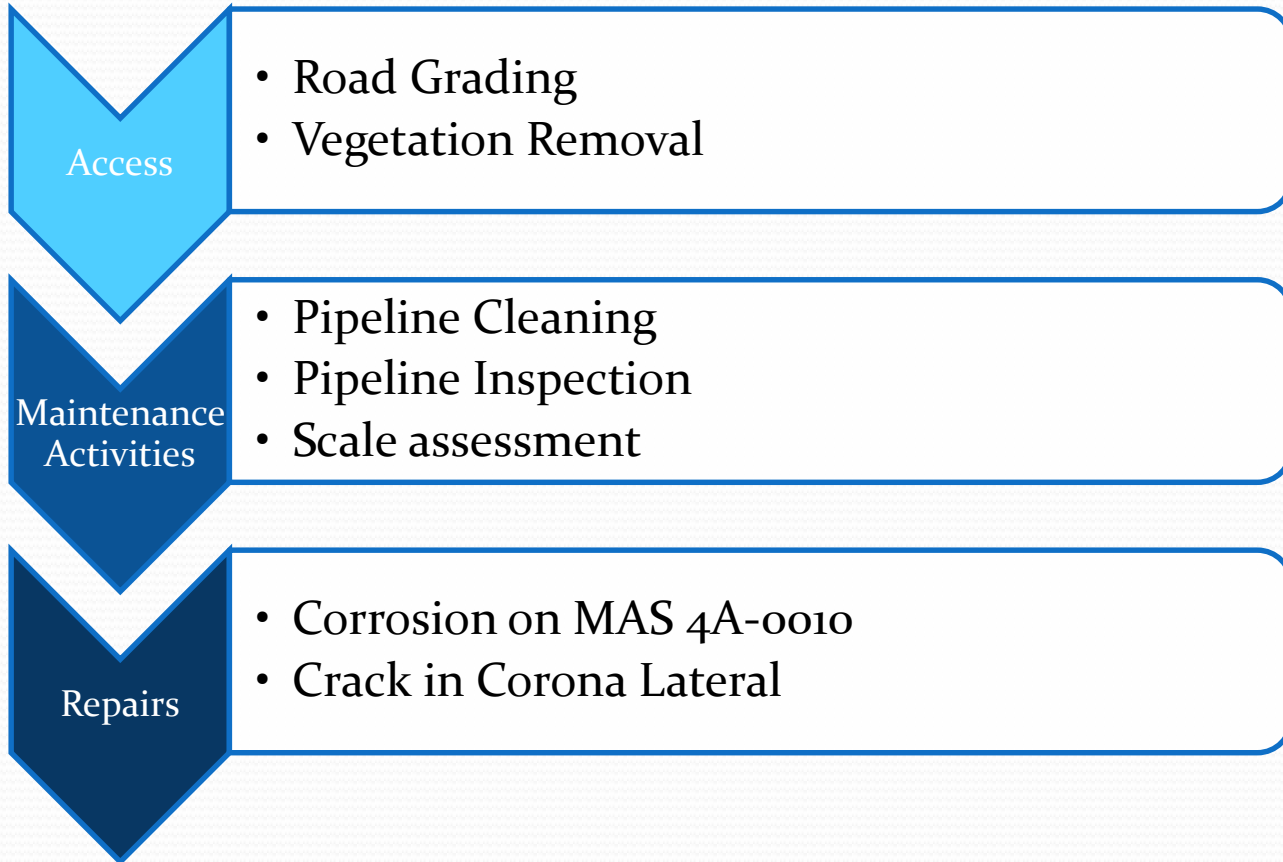 Access
• Road Grading
• Vegetation Removal
Maintenance
Activities
• Pipeline Cleaning
• Pipeline Inspection
• Scale assessment
Repairs
• Corrosion on MAS 4A-0010
• Crack in Corona Lateral